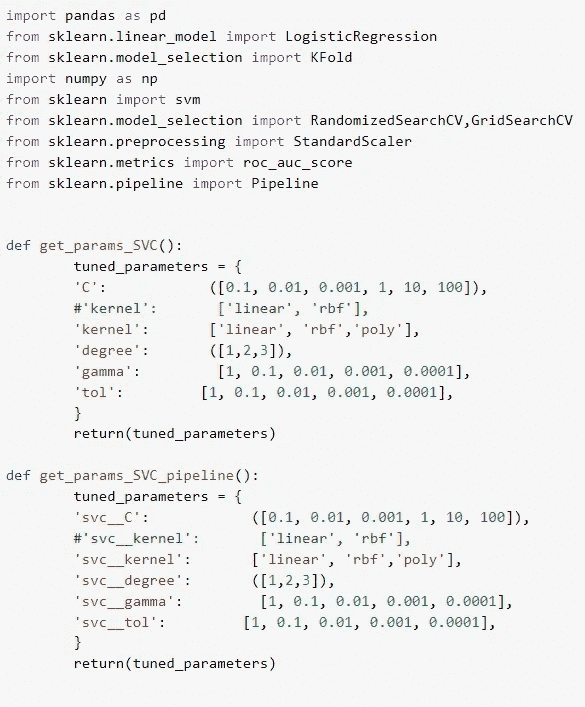 import pandas as pd
from sklearn.linear_model import LogisticRegression
from sklearn.model_selection import KFold
import numpy as np
from sklearn import svm
from sklearn.model_selection import RandomizedSearchCV,GridSearchCV
from sklearn.preprocessing import StandardScaler
from sklearn.metrics import roc_auc_score
from sklearn.pipeline import Pipeline
def get_params_SVC():
tuned_parameters = {
'C': ([0.1, 0.01, 0.001, 1, 10, 100]),
#'kernel': ['linear', 'rbf'],
'kernel': ['linear', 'rbf','poly'],
'degree': ([1,2,3]),
'gamma': [1, 0.1, 0.01, 0.001, 0.0001],
'tol': [1, 0.1, 0.01, 0.001, 0.0001],
}
return(tuned_parameters)
def get_params_SVC_pipeline():
tuned_parameters = {
'svc__C': ([0.1, 0.01, 0.001, 1, 10, 100]),
#'svc__kernel': ['linear', 'rbf'],
'svc__kernel': ['linear', 'rbf','poly'],
'svc__degree': ([1,2,3]),
'svc__gamma': [1, 0.1, 0.01, 0.001, 0.0001],
'svc__tol': [1, 0.1, 0.01, 0.001, 0.0001],
}
return(tuned_parameters)